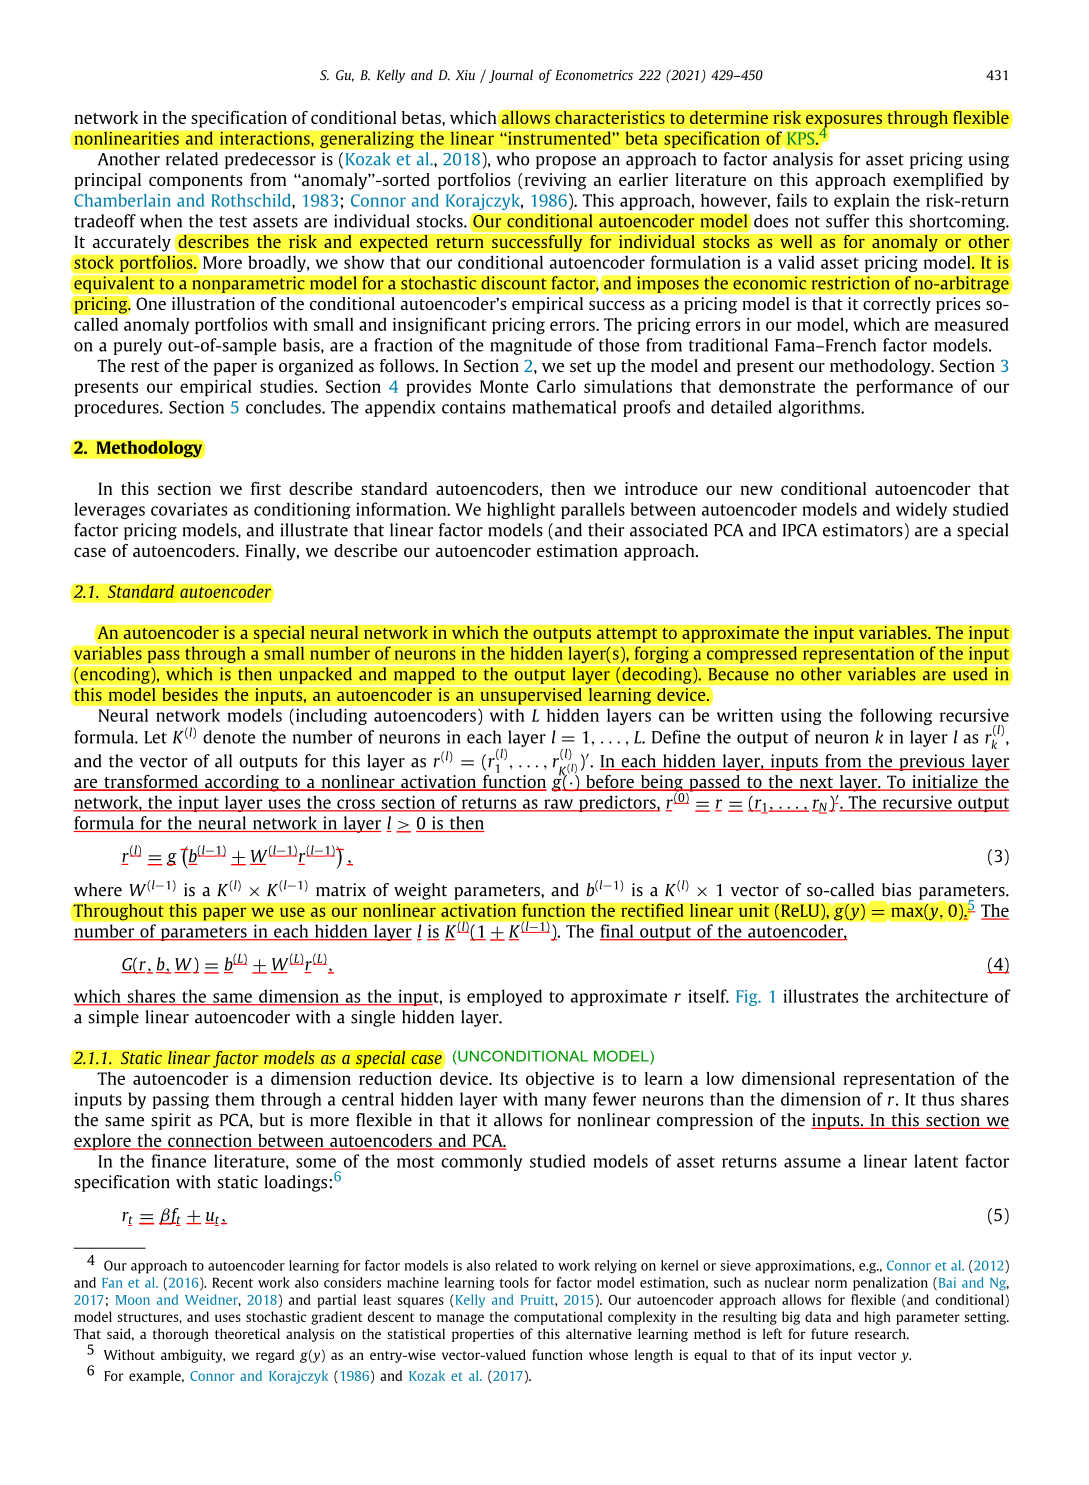 S. Gu, B. Kelly and D. Xiu / Journal of Econometrics 222 (2021) 429–450 431
network in the specification of conditional betas, which allows characteristics to determine risk exposures through flexible
nonlinearities and interactions, generalizing the linear “instrumented” beta specification of KPS.⁴
Another related predecessor is (Kozak et al., 2018), who propose an approach to factor analysis for asset pricing using
principal components from “anomaly”-sorted portfolios (reviving an earlier literature on this approach exemplified by
Chamberlain and Rothschild, 1983; Connor and Korajczyk, 1986). This approach, however, fails to explain the risk-return
tradeoff when the test assets are individual stocks. Our conditional autoencoder model does not suffer this shortcoming.
It accurately describes the risk and expected return successfully for individual stocks as well as for anomaly or other
stock portfolios. More broadly, we show that our conditional autoencoder formulation is a valid asset pricing model. It is
equivalent to a nonparametric model for a stochastic discount factor, and imposes the economic restriction of no-arbitrage
pricing. One illustration of the conditional autoencoder’s empirical success as a pricing model is that it correctly prices so-
called anomaly portfolios with small and insignificant pricing errors. The pricing errors in our model, which are measured
on a purely out-of-sample basis, are a fraction of the magnitude of those from traditional Fama–French factor models.
The rest of the paper is organized as follows. In Section 2, we set up the model and present our methodology. Section 3
presents our empirical studies. Section 4 provides Monte Carlo simulations that demonstrate the performance of our
procedures. Section 5 concludes. The appendix contains mathematical proofs and detailed algorithms.
2. Methodology
In this section we first describe standard autoencoders, then we introduce our new conditional autoencoder that
leverages covariates as conditioning information. We highlight parallels between autoencoder models and widely studied
factor pricing models, and illustrate that linear factor models (and their associated PCA and IPCA estimators) are a special
case of autoencoders. Finally, we describe our autoencoder estimation approach.
2.1. Standard autoencoder
An autoencoder is a special neural network in which the outputs attempt to approximate the input variables. The input
variables pass through a small number of neurons in the hidden layer(s), forging a compressed representation of the input
(encoding), which is then unpacked and mapped to the output layer (decoding). Because no other variables are used in
this model besides the inputs, an autoencoder is an unsupervised learning device.
Neural network models (including autoencoders) with L hidden layers can be written using the following recursive
formula. Let K^(l) denote the number of neurons in each layer l = 1, . . . , L. Define the output of neuron k in layer l as r_k^(l),
and the vector of all outputs for this layer as r^(l) = (r_1^(l), . . . , r_{K^(l)}^(l))′. In each hidden layer, inputs from the previous layer
are transformed according to a nonlinear activation function g(·) before being passed to the next layer. To initialize the
network, the input layer uses the cross section of returns as raw predictors, r^(0) = r = (r_1, . . . , r_N)′. The recursive output
formula for the neural network in layer l > 0 is then
r^(l) = g (b^(l−1) + W^(l−1)r^(l−1)) , (3)
where W^(l−1) is a K^(l) × K^(l−1) matrix of weight parameters, and b^(l−1) is a K^(l) × 1 vector of so-called bias parameters.
Throughout this paper we use as our nonlinear activation function the rectified linear unit (ReLU), g(y) = max(y, 0).⁵ The
number of parameters in each hidden layer l is K^(l)(1 + K^(l−1)). The final output of the autoencoder,
G(r, b, W) = b^(L) + W^(L)r^(L), (4)
which shares the same dimension as the input, is employed to approximate r itself. Fig. 1 illustrates the architecture of
a simple linear autoencoder with a single hidden layer.
2.1.1. Static linear factor models as a special case (UNCONDITIONAL MODEL)
The autoencoder is a dimension reduction device. Its objective is to learn a low dimensional representation of the
inputs by passing them through a central hidden layer with many fewer neurons than the dimension of r. It thus shares
the same spirit as PCA, but is more flexible in that it allows for nonlinear compression of the inputs. In this section we
explore the connection between autoencoders and PCA.
In the finance literature, some of the most commonly studied models of asset returns assume a linear latent factor
specification with static loadings:⁶
r_t = βf_t + u_t, (5)
⁴ Our approach to autoencoder learning for factor models is also related to work relying on kernel or sieve approximations, e.g., Connor et al. (2012)
and Fan et al. (2016). Recent work also considers machine learning tools for factor model estimation, such as nuclear norm penalization (Bai and Ng,
2017; Moon and Weidner, 2018) and partial least squares (Kelly and Pruitt, 2015). Our autoencoder approach allows for flexible (and conditional)
model structures, and uses stochastic gradient descent to manage the computational complexity in the resulting big data and high parameter setting.
That said, a thorough theoretical analysis on the statistical properties of this alternative learning method is left for future research.
⁵ Without ambiguity, we regard g(y) as an entry-wise vector-valued function whose length is equal to that of its input vector y.
⁶ For example, Connor and Korajczyk (1986) and Kozak et al. (2017).